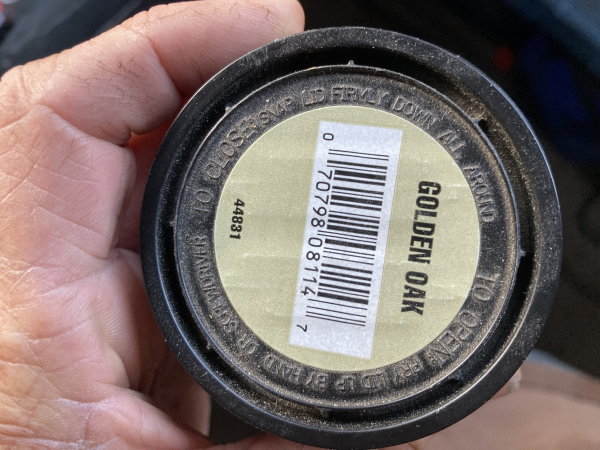 TO CLOSE: SNAP LID FIRMLY DOWN ALL AROUND
TO OPEN: PRY LID UP BY HAND OR SCREWDRIVER
GOLDEN OAK
0 70798 08114 7
44831